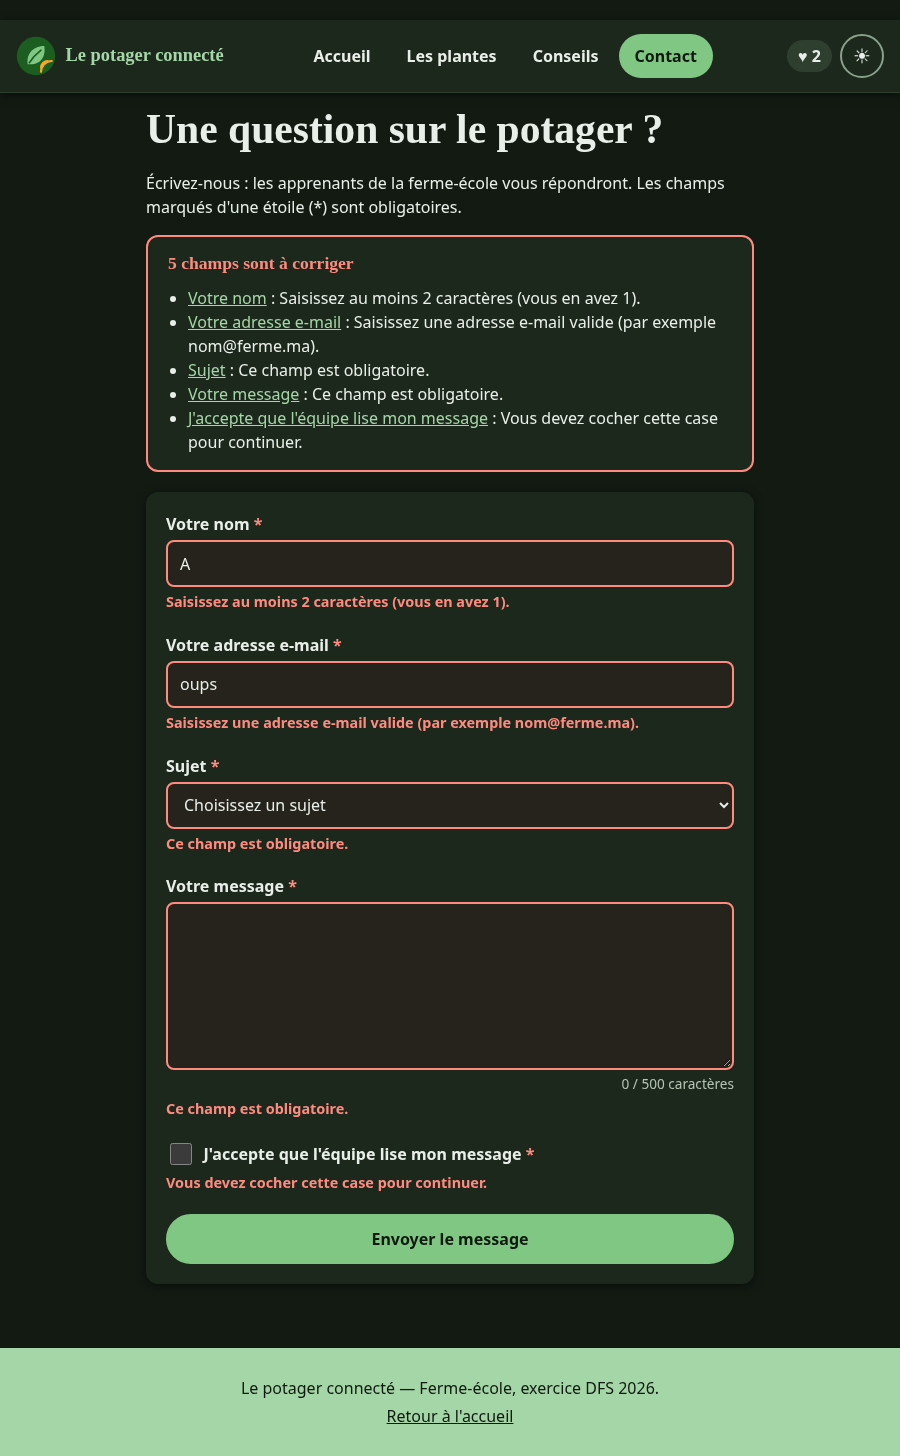 Le potager connecté
Accueil
Les plantes
Conseils
Contact
♥ 2
Une question sur le potager ?
Écrivez-nous : les apprenants de la ferme-école vous répondront. Les champs
marqués d'une étoile (*) sont obligatoires.
5 champs sont à corriger
Votre nom : Saisissez au moins 2 caractères (vous en avez 1).
Votre adresse e-mail : Saisissez une adresse e-mail valide (par exemple
nom@ferme.ma).
Sujet : Ce champ est obligatoire.
Votre message : Ce champ est obligatoire.
J'accepte que l'équipe lise mon message : Vous devez cocher cette case
pour continuer.
Votre nom *
A
Saisissez au moins 2 caractères (vous en avez 1).
Votre adresse e-mail *
oups
Saisissez une adresse e-mail valide (par exemple nom@ferme.ma).
Sujet *
Choisissez un sujet
Ce champ est obligatoire.
Votre message *
0 / 500 caractères
Ce champ est obligatoire.
J'accepte que l'équipe lise mon message *
Vous devez cocher cette case pour continuer.
Envoyer le message
Le potager connecté — Ferme-école, exercice DFS 2026.
Retour à l'accueil